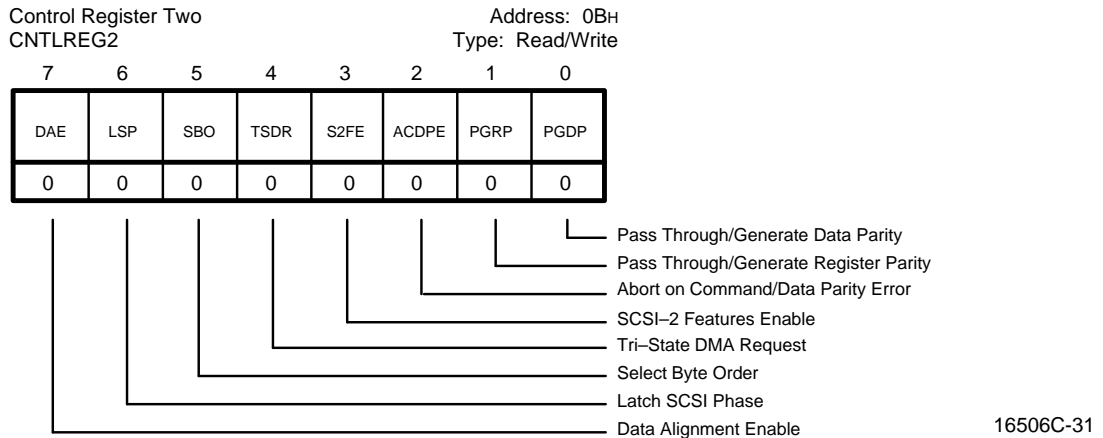 Control Register Two Address: 0BH
CNTLREG2 Type: Read/Write
7 6 5 4 3 2 1 0
DAE LSP SBO TSDR S2FE ACDPE PGRP PGDP
0 0 0 0 0 0 0 0
Pass Through/Generate Data Parity
Pass Through/Generate Register Parity
Abort on Command/Data Parity Error
SCSI–2 Features Enable
Tri–State DMA Request
Select Byte Order
Latch SCSI Phase
Data Alignment Enable
16506C-31